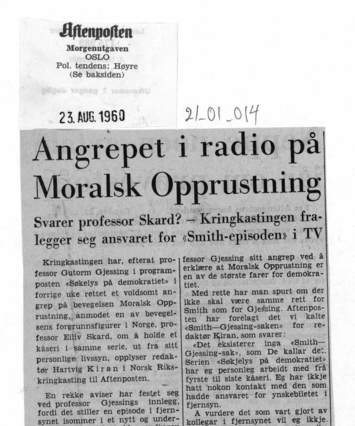 Aftenposten
Morgenutgaven
OSLO
Pol. tendens: Høyre
(Se baksiden)
23. AUG. 1960
21_01_014
Angrepet i radio på
Moralsk Opprustning
Svarer professor Skard? – Kringkastingen fra-
legger seg ansvaret for «Smith-episoden» i TV
Kringkastingen har, efterat pro-
fessor Gutorm Gjessing i program-
posten «Søkelys på demokratiet» i
forrige uke rettet et voldsomt an-
grep på bevegelsen Moralsk Opp-
rustning, anmodet en av bevegel-
sens forgrunnsfigurer i Norge, pro-
fessor Eiliv Skard, om å holde et
kåseri i samme serie, ut fra sitt
personlige livssyn, opplyser redak-
tør Hartvig Kiran i Norsk Riks-
kringkasting til Aftenposten.
En rekke aviser har festet seg
ved professor Gjessings innlegg,
fordi det stiller en episode i fjern-
synet isommer i et nytt og under-
fessor Gjessing sitt angrep ved å
erklære at Moralsk Opprustning er
en av de største farer for demokra-
tiet.
Med rette har man spurt om der
ikke skal være samme rett for
Smith som for Gjessing. Aftenpos-
ten har forelagt det vi kalte
«Smith—Gjessing-saken» for re-
daktør Kiran, som svarer:
«Det eksisterer inga «Smith—
Gjessing-sak», som De kallar det.
Serien «Søkjelys på demokratiet»
har eg personleg arbeidt med frå
fyrste til siste kåseri. Eg har ikkje
hatt nokon kontakt med den som
hadde ansvaret for ynskebiletet i
fjernsyn.
Å vurdere det som vart gjort av
kollegar i fjernsynet vil eg ikkje.